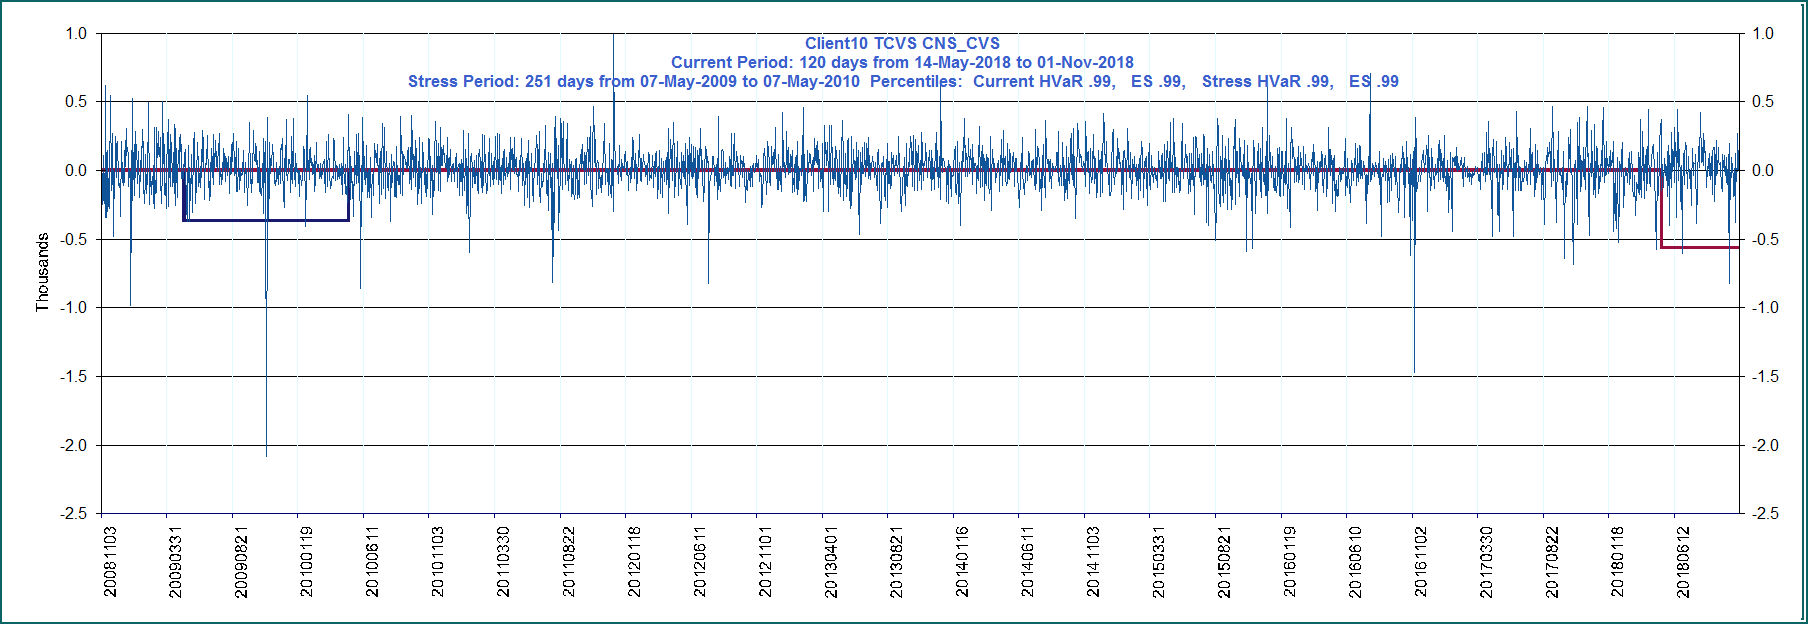 Client10 TCVS CNS_CVS
Current Period: 120 days from 14-May-2018 to 01-Nov-2018
Stress Period: 251 days from 07-May-2009 to 07-May-2010  Percentiles:  Current HVaR .99,   ES .99,   Stress HVaR .99,   ES .99
1.0 1.0
0.5 0.5
0.0 0.0
-0.5 -0.5
-1.0 -1.0
-1.5 -1.5
-2.0 -2.0
-2.5 -2.5
Thousands
20081103 20090331 20090821 20100119 20100611 20101103 20110330 20110822 20120118 20120611 20121101 20130401 20130821 20140116 20140611 20141103 20150331 20150821 20160119 20160610 20161102 20170330 20170822 20180118 20180612